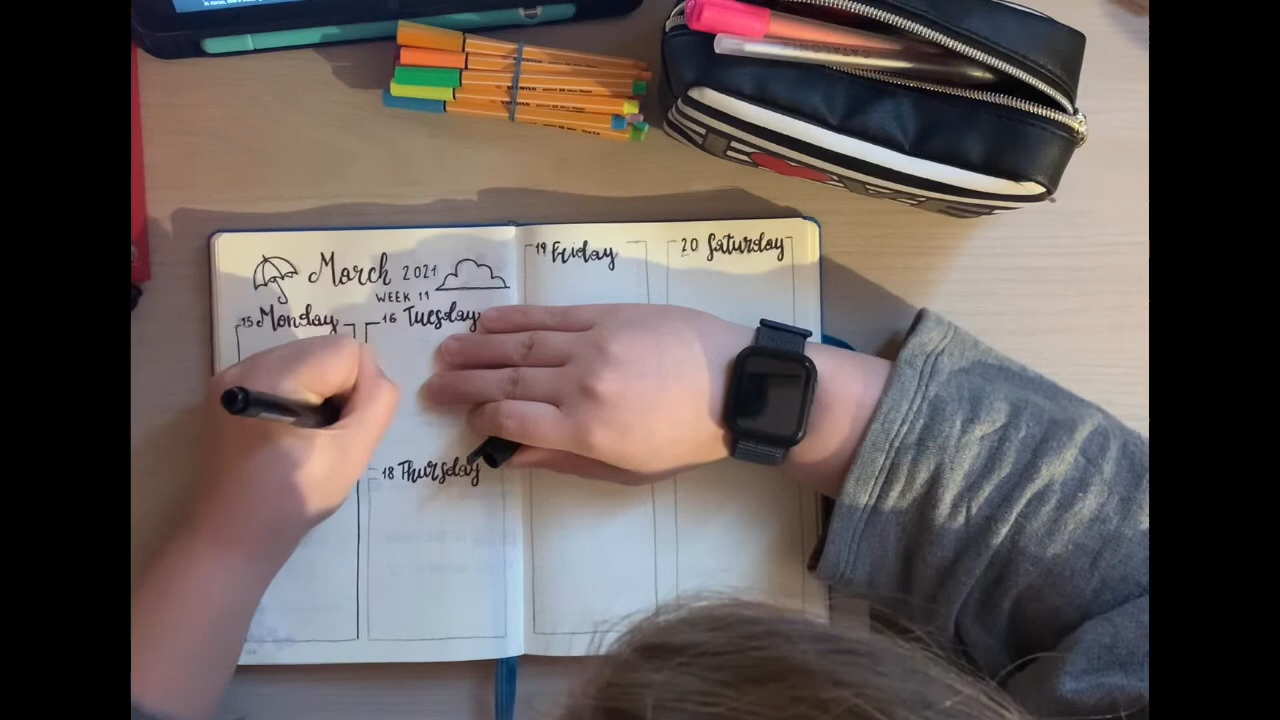 March 2021
WEEK 11
15 Monday
16 Tuesday
18 Thursday
19 Friday
20 Saturday